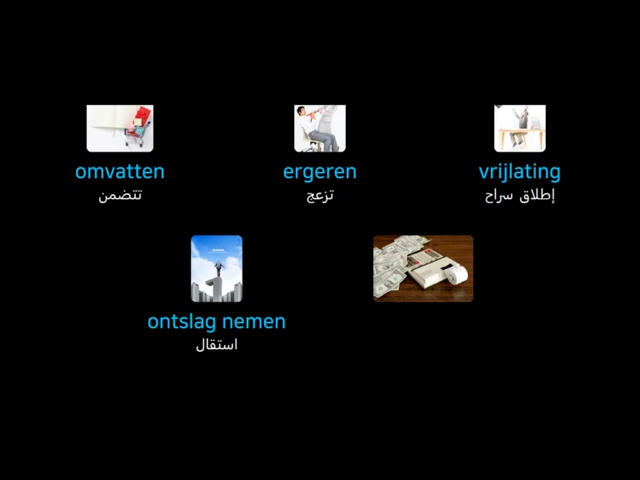 omvatten
تتضمن
ergeren
تزعج
vrijlating
إطلاق سراح
ontslag nemen
استقال